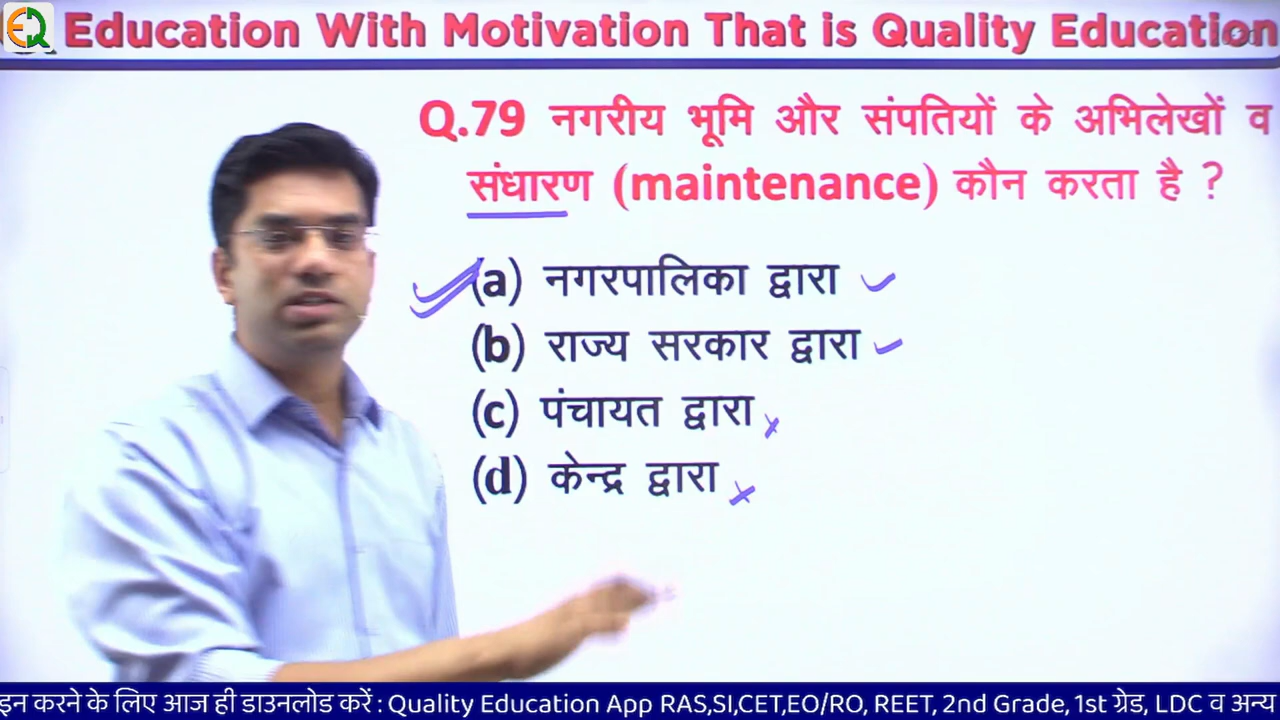 EQ
Education With Motivation That is Quality Education
Q.79 नगरीय भूमि और संपतियों के अभिलेखों व
संधारण (maintenance) कौन करता है ?
(a) नगरपालिका द्वारा
(b) राज्य सरकार द्वारा
(c) पंचायत द्वारा
(d) केन्द्र द्वारा
इन करने के लिए आज ही डाउनलोड करें : Quality Education App RAS,SI,CET,EO/RO, REET, 2nd Grade, 1st ग्रेड, LDC व अन्य